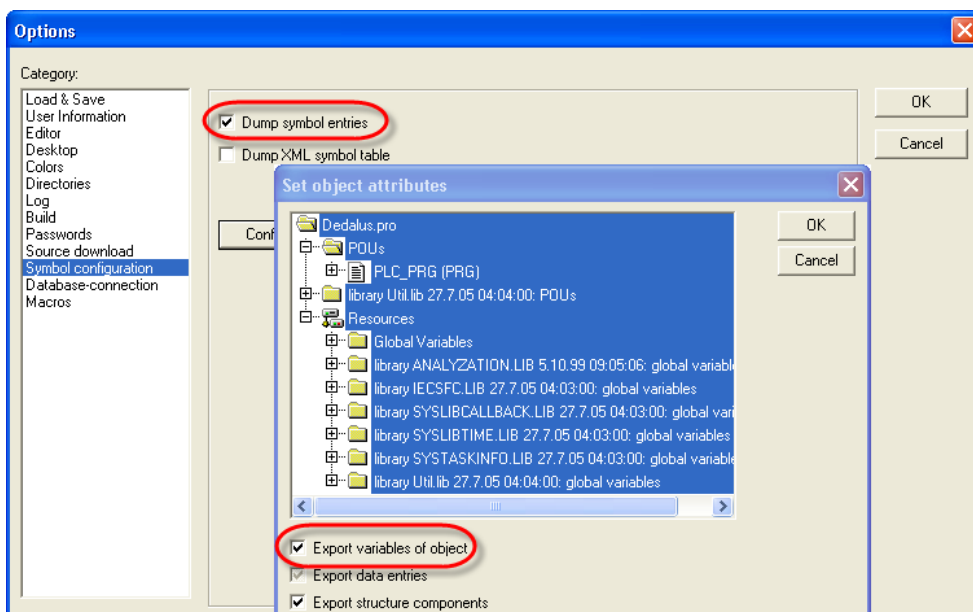 Options
Category:
Load & Save
User Information
Editor
Desktop
Colors
Directories
Log
Build
Passwords
Source download
Symbol configuration
Database-connection
Macros
Dump symbol entries
Dump XML symbol table
Conf
OK
Cancel
Set object attributes
Dedalus.pro
POUs
PLC_PRG (PRG)
library Util.lib 27.7.05 04:04:00: POUs
Resources
Global Variables
library ANALYZATION.LIB 5.10.99 09:05:06: global variabl
library IECSFC.LIB 27.7.05 04:03:00: global variables
library SYSLIBCALLBACK.LIB 27.7.05 04:03:00: global vari
library SYSLIBTIME.LIB 27.7.05 04:03:00: global variables
library SYSTASKINFO.LIB 27.7.05 04:03:00: global variable
library Util.lib 27.7.05 04:04:00: global variables
OK
Cancel
Export variables of object
Export data entries
Export structure components